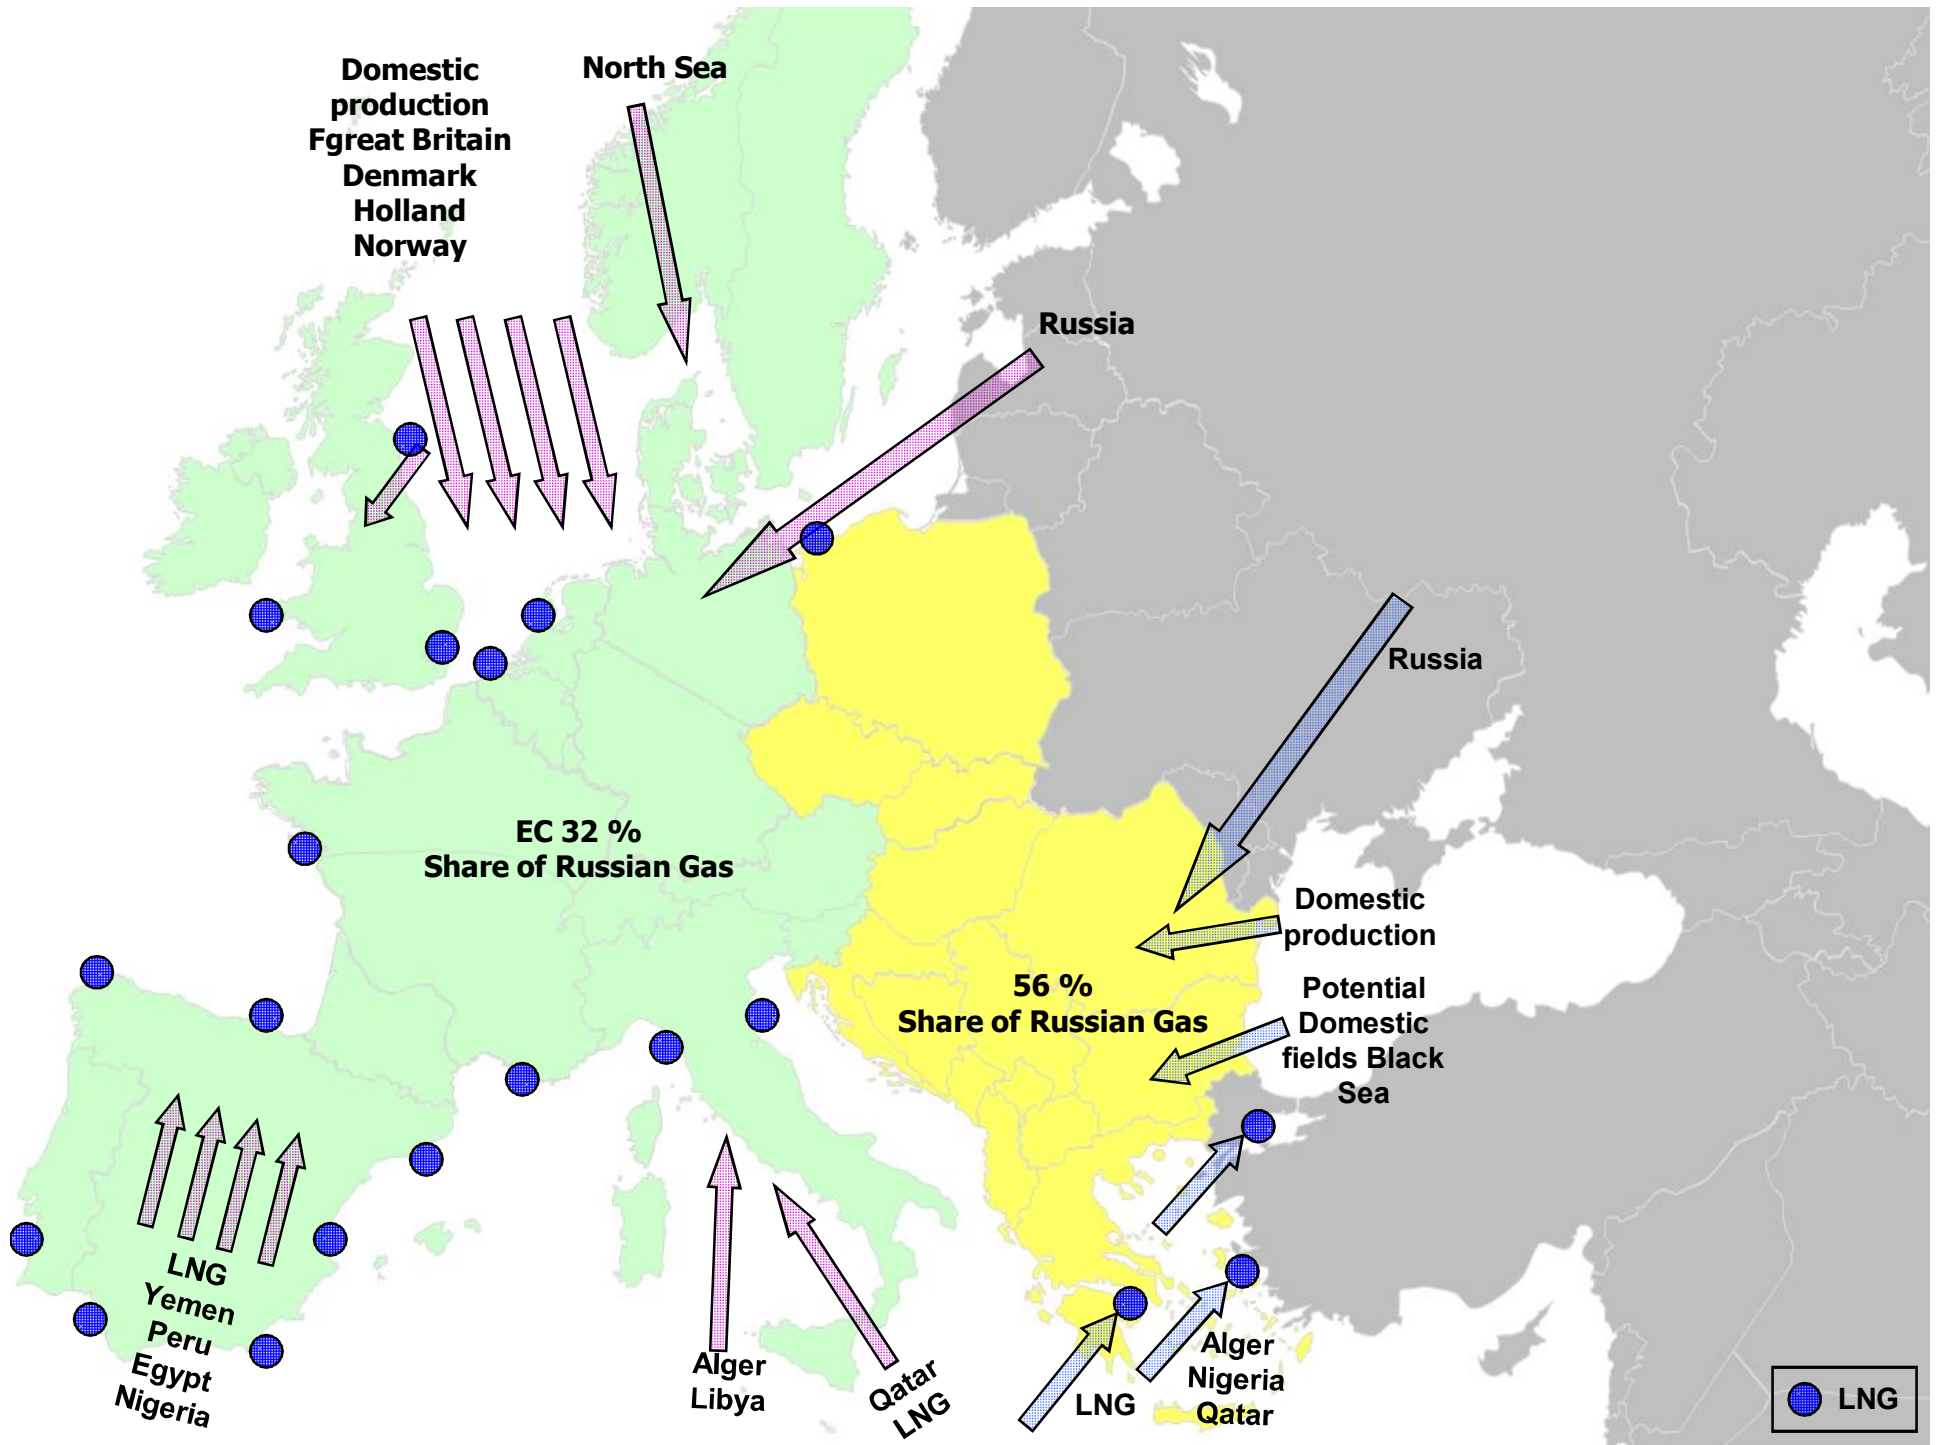 Domestic
production
Fgreat Britain
Denmark
Holland
Norway
North Sea
Russia
Russia
EC 32 %
Share of Russian Gas
Domestic
production
56 %
Share of Russian Gas
Potential
Domestic
fields Black
Sea
LNG
Yemen
Peru
Egypt
Nigeria
Alger
Libya
Qatar
LNG
LNG
Alger
Nigeria
Qatar
LNG